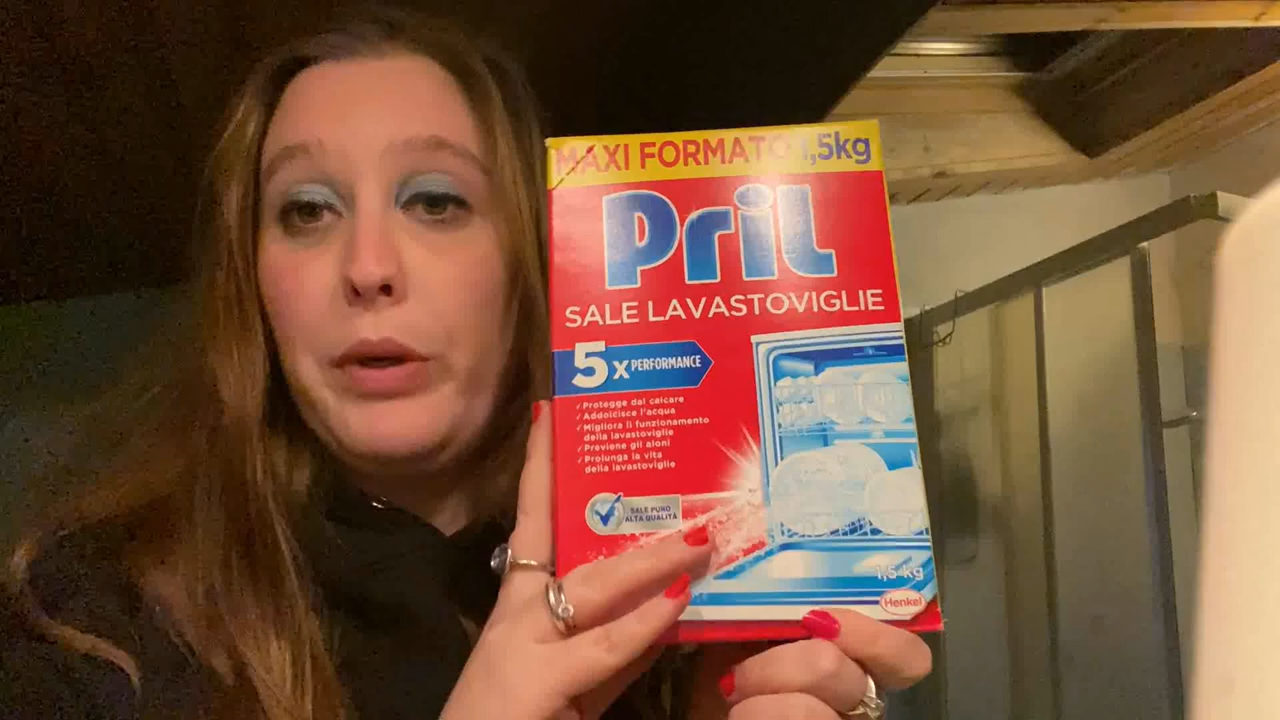 MAXI FORMATO 1,5kg
Pril
SALE LAVASTOVIGLIE
5x PERFORMANCE
✓Protegge dal calcare
✓Addolcisce l'acqua
✓Migliora il funzionamento
della lavastoviglie
✓Previene gli aloni
✓Prolunga la vita
della lavastoviglie
SALE PURO
ALTA QUALITÀ
1,5 kg
Henkel